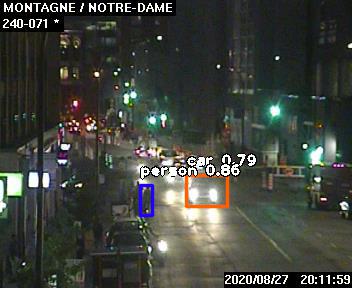 MONTAGNE / NOTRE-DAME
240-071 *
car 0.79
person 0.86
2020/08/27 20:11:59